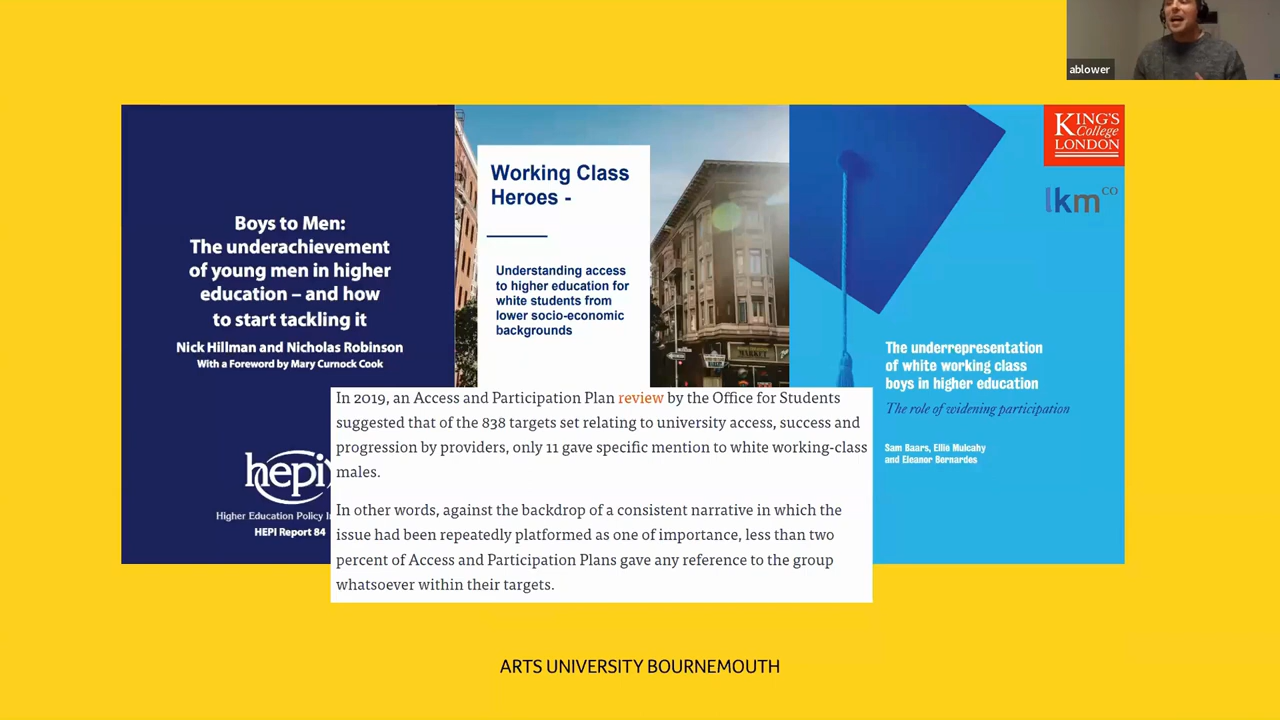 ablower
Boys to Men:
The underachievement
of young men in higher
education – and how
to start tackling it
Nick Hillman and Nicholas Robinson
With a Foreword by Mary Curnock Cook
hepi
Higher Education Policy
HEPI Report 84
Working Class
Heroes -
Understanding access
to higher education for
white students from
lower socio-economic
backgrounds
MARKET
KING'S
College
LONDON
lkm CO
The underrepresentation
of white working class
boys in higher education
The role of widening participation
Sam Baars, Ellie Mulcahy
and Eleanor Bernardes
In 2019, an Access and Participation Plan review by the Office for Students
suggested that of the 838 targets set relating to university access, success and
progression by providers, only 11 gave specific mention to white working-class
males.
In other words, against the backdrop of a consistent narrative in which the
issue had been repeatedly platformed as one of importance, less than two
percent of Access and Participation Plans gave any reference to the group
whatsoever within their targets.
ARTS UNIVERSITY BOURNEMOUTH